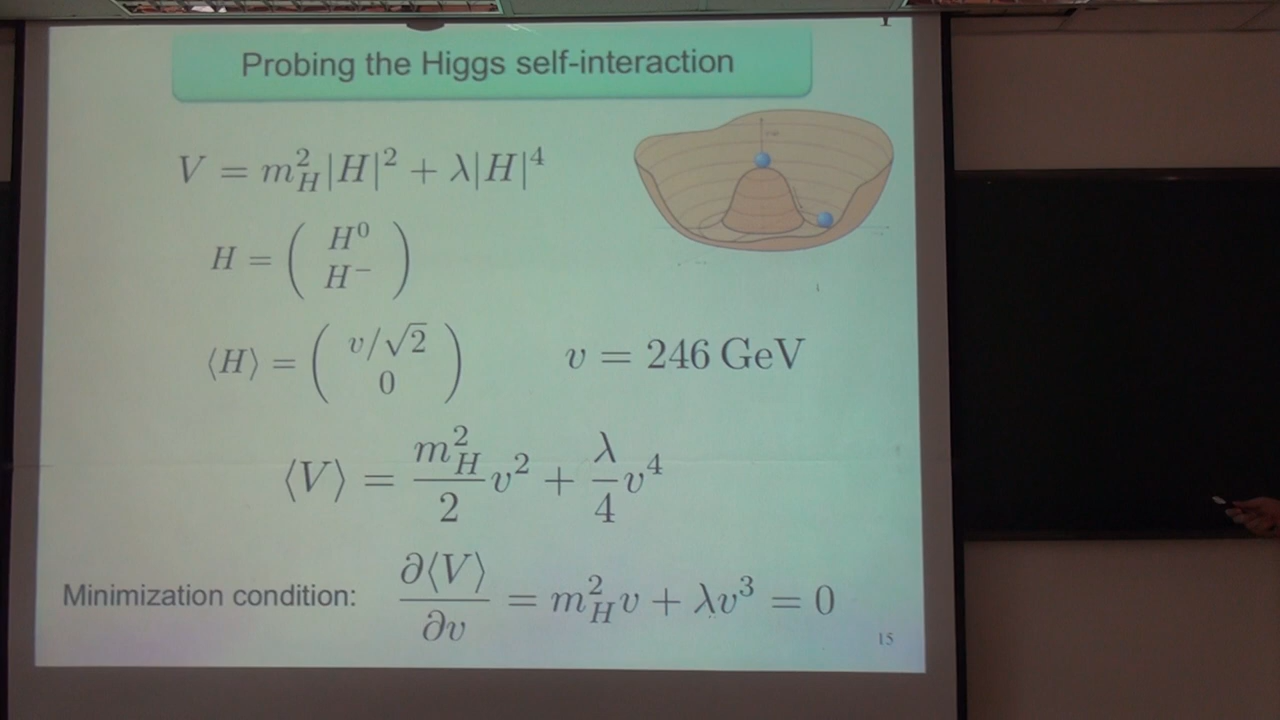 Probing the Higgs self-interaction
V = m_H^2|H|^2 + λ|H|^4
H = ( H^0 H^- )
⟨H⟩ = ( v/√2 0 )
v = 246 GeV
⟨V⟩ = m_H^2/2 v^2 + λ/4 v^4
Minimization condition: ∂⟨V⟩/∂v = m_H^2 v + λv^3 = 0
15